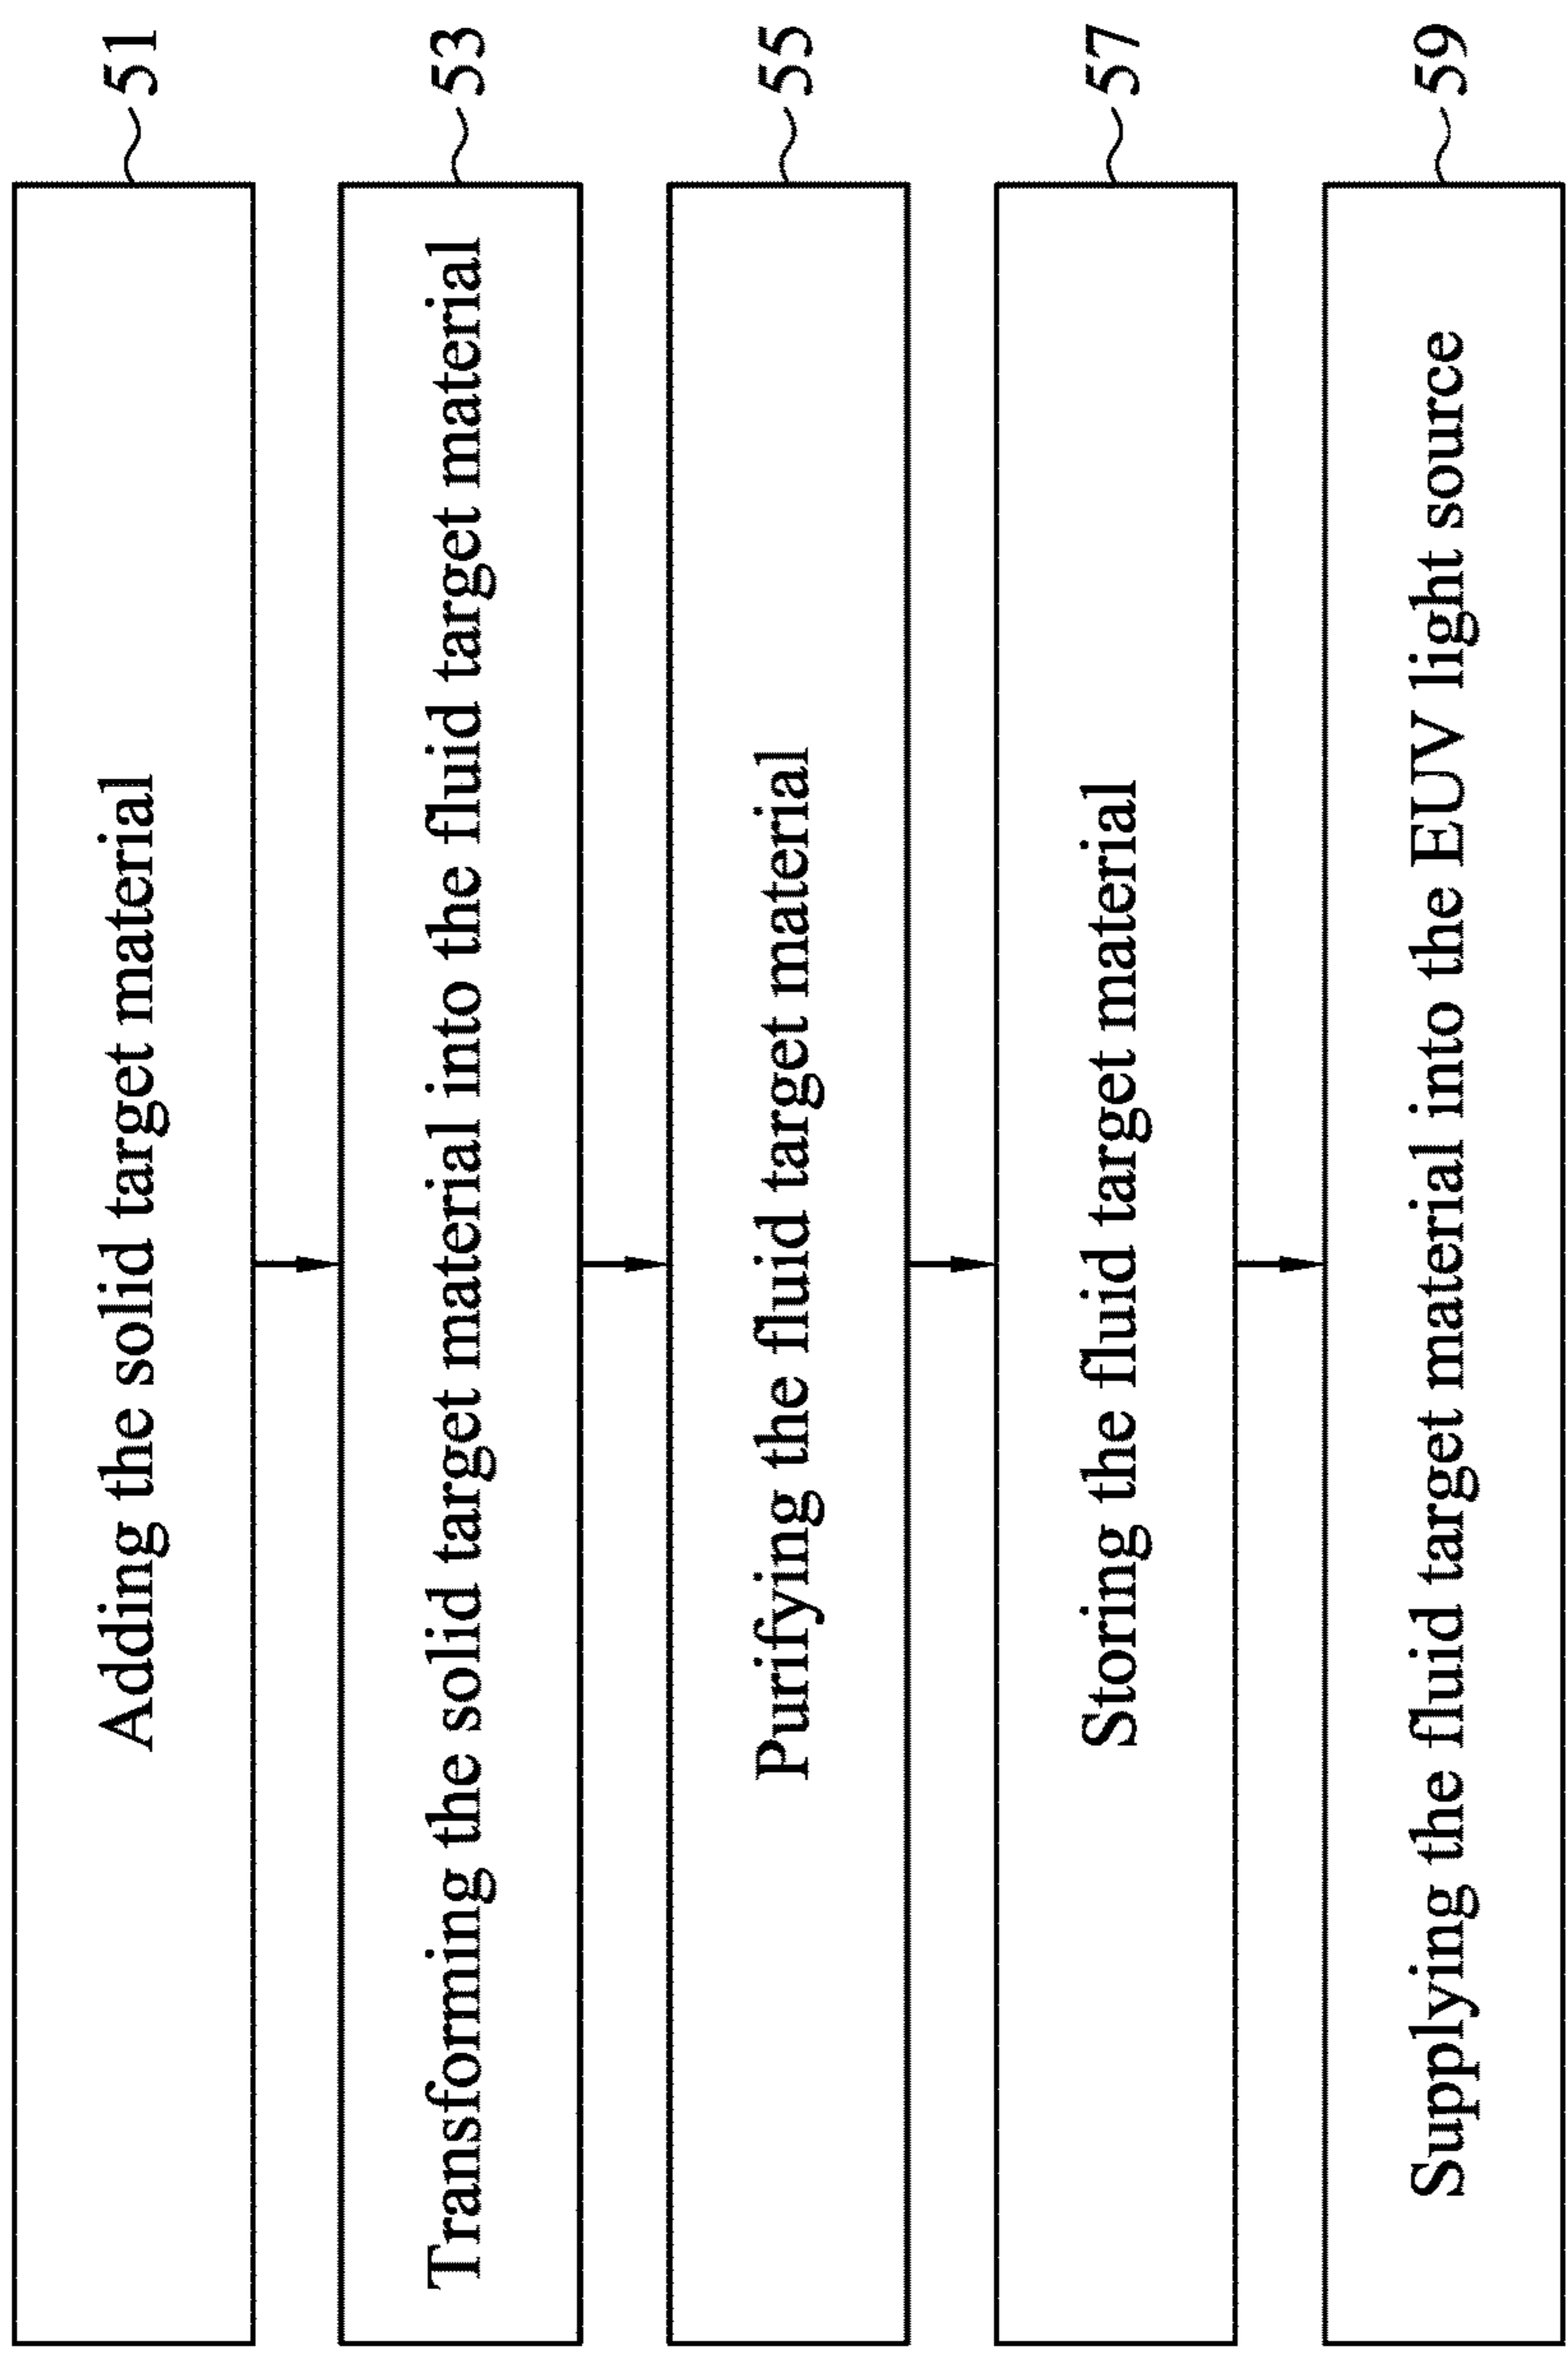 Adding the solid target material
51
Transforming the solid target material into the fluid target material
53
Purifying the fluid target material
55
Storing the fluid target material
57
Supplying the fluid target material into the EUV light source
59